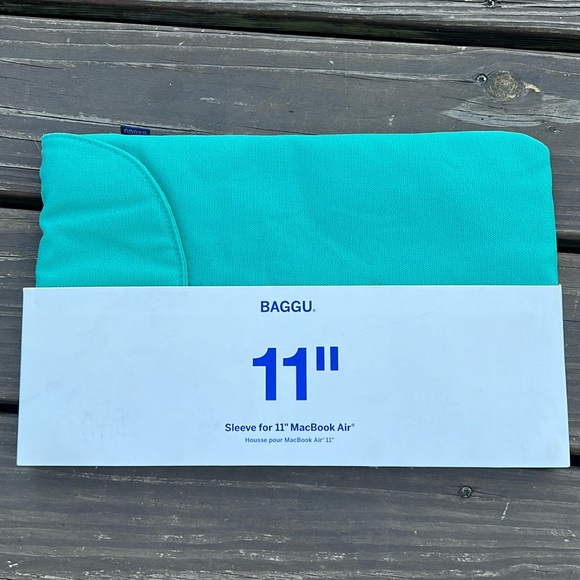 BAGGU®
11"
Sleeve for 11" MacBook Air®
Housse pour MacBook Air® 11"